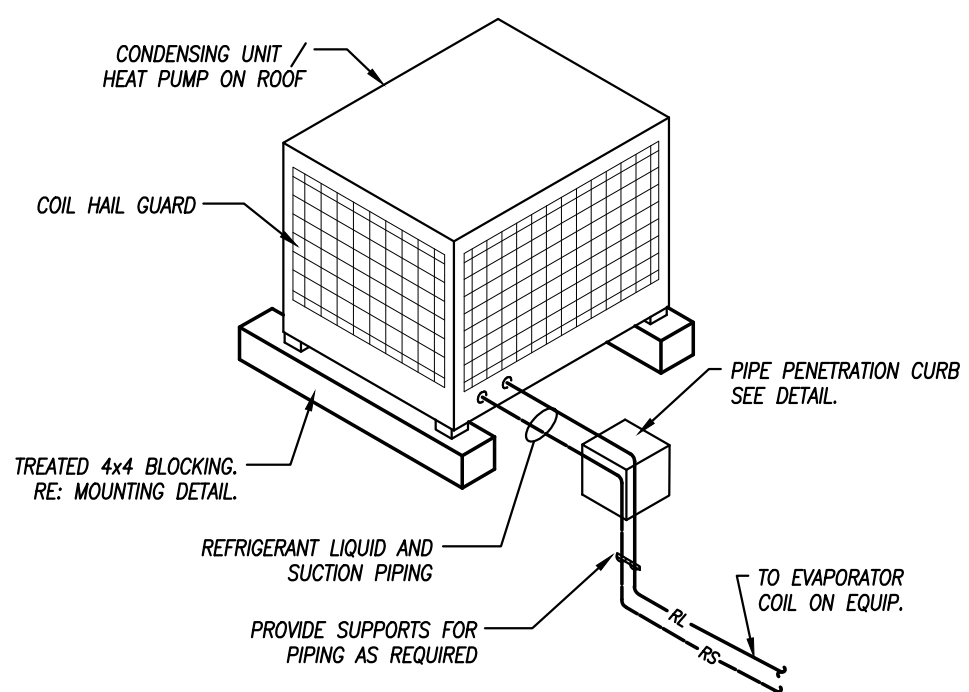 CONDENSING UNIT /
HEAT PUMP ON ROOF
COIL HAIL GUARD
PIPE PENETRATION CURB
SEE DETAIL.
TREATED 4x4 BLOCKING.
RE: MOUNTING DETAIL.
REFRIGERANT LIQUID AND
SUCTION PIPING
TO EVAPORATOR
COIL ON EQUIP.
PROVIDE SUPPORTS FOR
PIPING AS REQUIRED
RL
RS